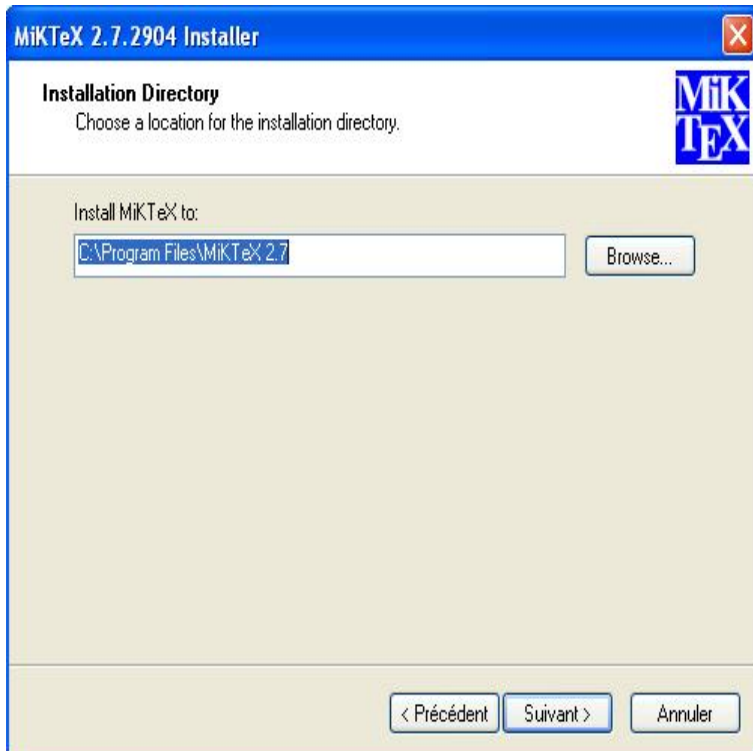 MiKTeX 2.7.2904 Installer
Installation Directory
Choose a location for the installation directory.
MiK
TEX
Install MiKTeX to:
C:\Program Files\MiKTeX 2.7
Browse...
< Précédent
Suivant >
Annuler